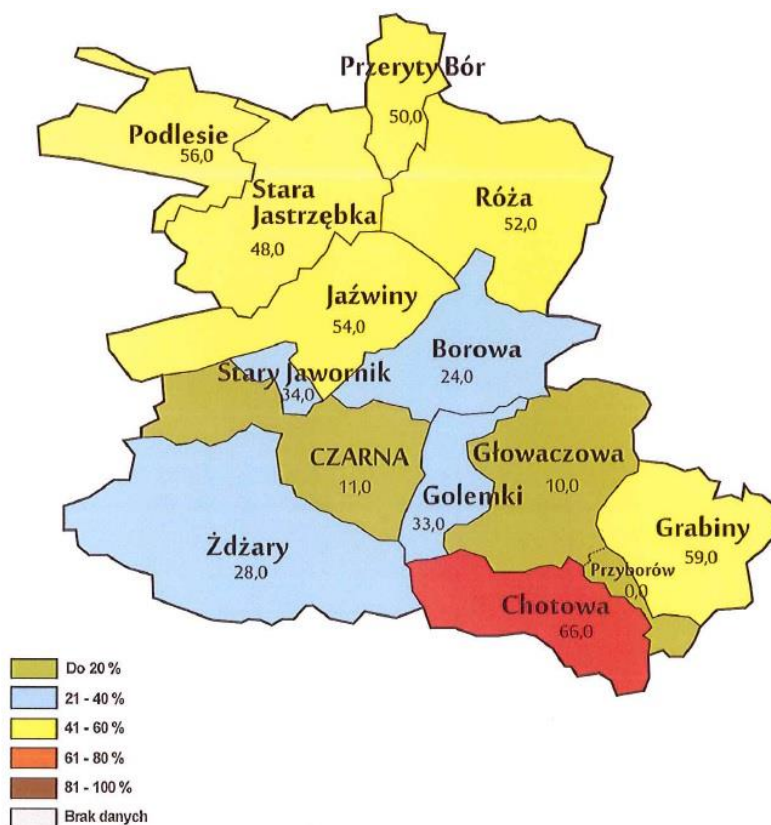 Przeryty Bór
50,0
Podlesie
56,0
Stara
Jastrzębka
48,0
Róża
52,0
Jaźwiny
54,0
Borowa
24,0
Stary Jawornik
34,0
CZARNA
11,0
Głowaczowa
10,0
Golemki
33,0
Grabiny
59,0
Żdżary
28,0
Przyborów
0,0
Chotowa
66,0
Do 20 %
21 - 40 %
41 - 60 %
61 - 80 %
81 - 100 %
Brak danych